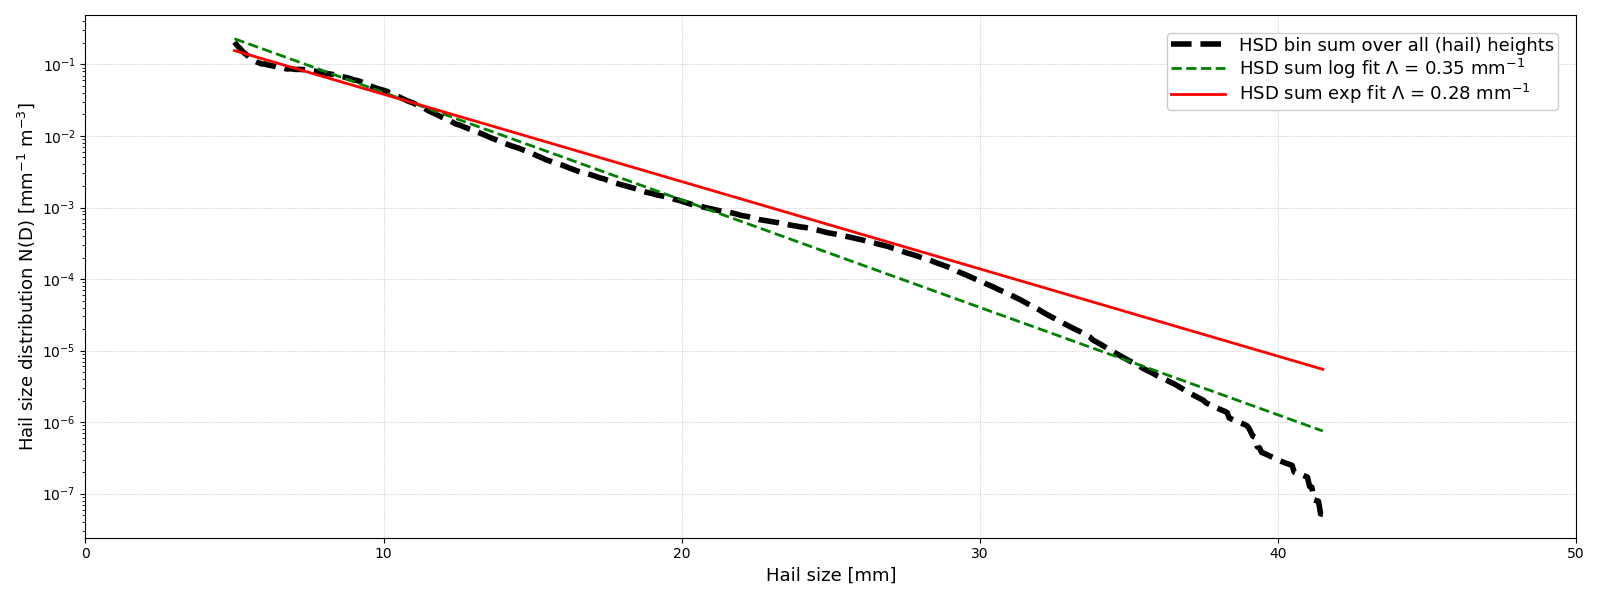 HSD bin sum over all (hail) heights
HSD sum log fit Λ = 0.35 mm⁻¹
HSD sum exp fit Λ = 0.28 mm⁻¹
Hail size distribution N(D) [mm⁻¹ m⁻³]
10⁻¹
10⁻²
10⁻³
10⁻⁴
10⁻⁵
10⁻⁶
10⁻⁷
0 10 20 30 40 50
Hail size [mm]